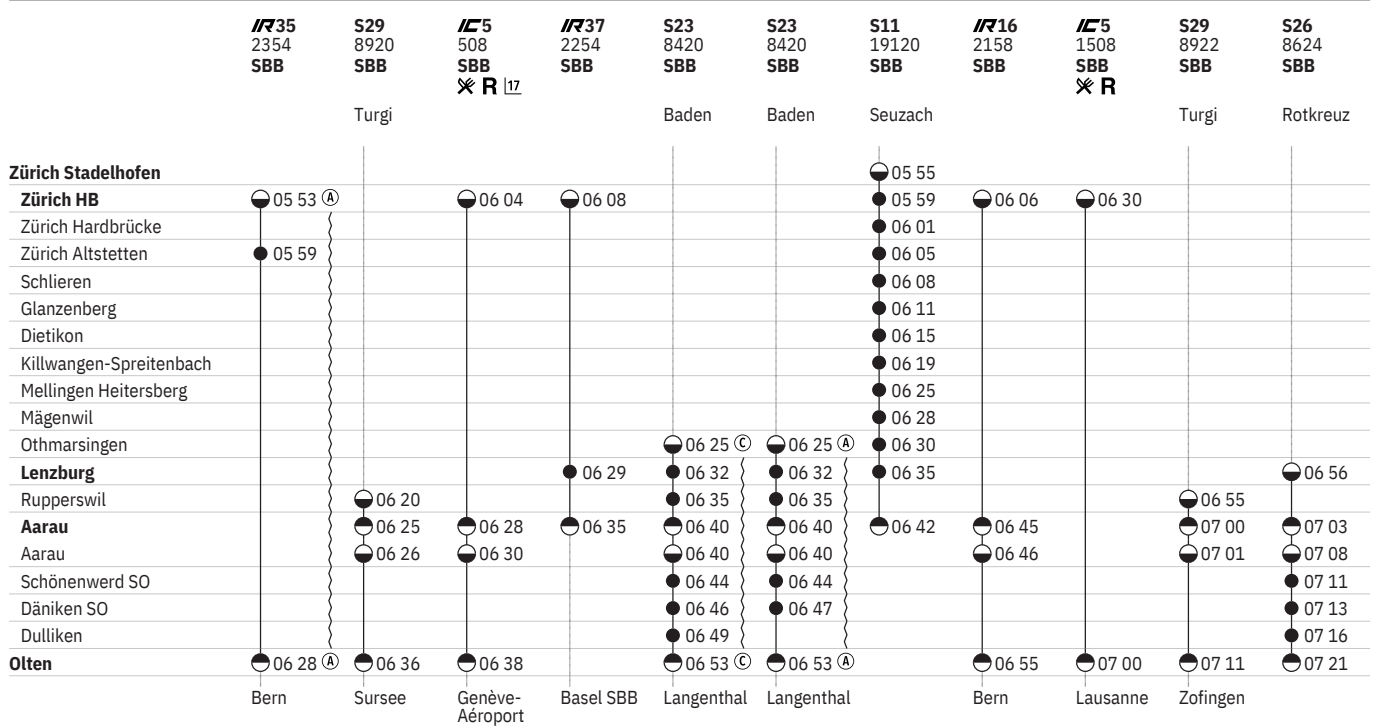 IR35 S29 IC5 IR37 S23 S23 S11 IR16 IC5 S29 S26
2354 8920 508 2254 8420 8420 19120 2158 1508 8922 8624
SBB SBB SBB SBB SBB SBB SBB SBB SBB SBB SBB
R 17 R
Turgi Baden Baden Seuzach Turgi Rotkreuz
Zürich Stadelhofen 05 55
Zürich HB 05 53 A 06 04 06 08 05 59 06 06 06 30
Zürich Hardbrücke 06 01
Zürich Altstetten 05 59 06 05
Schlieren 06 08
Glanzenberg 06 11
Dietikon 06 15
Killwangen-Spreitenbach 06 19
Mellingen Heitersberg 06 25
Mägenwil 06 28
Othmarsingen 06 25 C 06 25 A 06 30
Lenzburg 06 29 06 32 06 32 06 35 06 56
Rupperswil 06 20 06 35 06 35 06 55
Aarau 06 25 06 28 06 35 06 40 06 40 06 42 06 45 07 00 07 03
Aarau 06 26 06 30 06 40 06 40 06 46 07 01 07 08
Schönenwerd SO 06 44 06 44 07 11
Däniken SO 06 46 06 47 07 13
Dulliken 06 49 07 16
Olten 06 28 A 06 36 06 38 06 53 C 06 53 A 06 55 07 00 07 11 07 21
Bern Sursee Genève- Basel SBB Langenthal Langenthal Bern Lausanne Zofingen
Aéroport